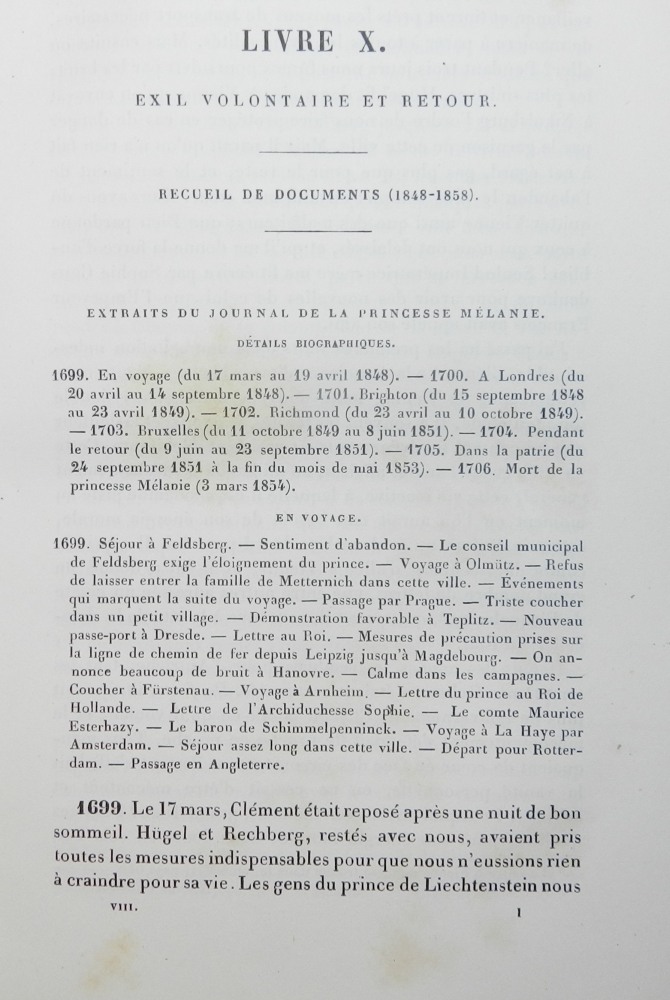 LIVRE X.
EXIL VOLONTAIRE ET RETOUR.
RECUEIL DE DOCUMENTS (1848-1858).
EXTRAITS DU JOURNAL DE LA PRINCESSE MÉLANIE.
DÉTAILS BIOGRAPHIQUES.
1699. En voyage (du 17 mars au 19 avril 1848). — 1700. A Londres (du
20 avril au 14 septembre 1848). — 1701. Brighton (du 15 septembre 1848
au 23 avril 1849). — 1702. Richmond (du 23 avril au 10 octobre 1849).
— 1703. Bruxelles (du 11 octobre 1849 au 8 juin 1851). — 1704. Pendant
le retour (du 9 juin au 23 septembre 1851). — 1705. Dans la patrie (du
24 septembre 1851 à la fin du mois de mai 1853). — 1706. Mort de la
princesse Mélanie (3 mars 1854).
EN VOYAGE.
1699. Séjour à Feldsberg. — Sentiment d'abandon. — Le conseil municipal
de Feldsberg exige l'éloignement du prince. — Voyage à Olmütz. — Refus
de laisser entrer la famille de Metternich dans cette ville. — Événements
qui marquent la suite du voyage. — Passage par Prague. — Triste coucher
dans un petit village. — Démonstration favorable à Teplitz. — Nouveau
passe-port à Dresde. — Lettre au Roi. — Mesures de précaution prises sur
la ligne de chemin de fer depuis Leipzig jusqu'à Magdebourg. — On an-
nonce beaucoup de bruit à Hanovre. — Calme dans les campagnes. —
Coucher à Fürstenau. — Voyage à Arnheim. — Lettre du prince au Roi de
Hollande. — Lettre de l'Archiduchesse Sophie. — Le comte Maurice
Esterhazy. — Le baron de Schimmelpenninck. — Voyage à La Haye par
Amsterdam. — Séjour assez long dans cette ville. — Départ pour Rotter-
dam. — Passage en Angleterre.
1699. Le 17 mars, Clément était reposé après une nuit de bon
sommeil. Hügel et Rechberg, restés avec nous, avaient pris
toutes les mesures indispensables pour que nous n'eussions rien
à craindre pour sa vie. Les gens du prince de Liechtenstein nous
VIII. 1